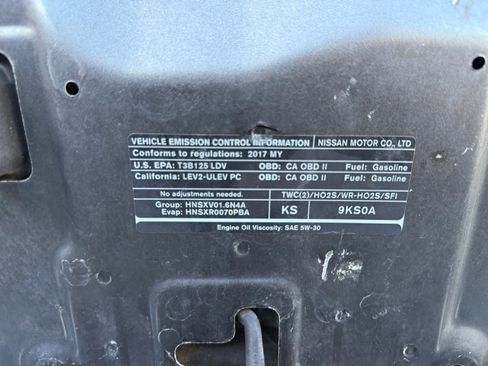 VEHICLE EMISSION CONTROL INFORMATION NISSAN MOTOR CO., LTD
Conforms to regulations: 2017 MY
U.S. EPA: T3B125 LDV OBD: CA OBD II Fuel: Gasoline
California: LEV2-ULEV PC OBD: CA OBD II Fuel: Gasoline
No adjustments needed. TWC(2)/HO2S/WR-HO2S/SFI
Group: HNSXV01.6N4A
Evap: HNSXR0070PBA KS 9KS0A
Engine Oil Viscosity: SAE 5W-30